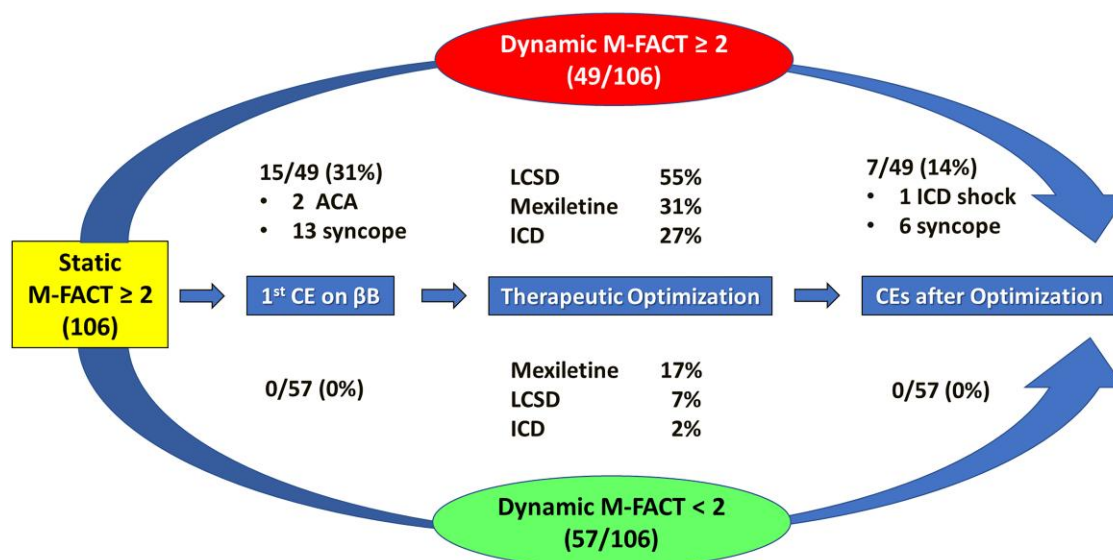 Dynamic M-FACT ≥ 2
(49/106)
15/49 (31%)
• 2 ACA
• 13 syncope
LCSD 55%
Mexiletine 31%
ICD 27%
7/49 (14%)
• 1 ICD shock
• 6 syncope
Static
M-FACT ≥ 2
(106)
1st CE on βB
Therapeutic Optimization
CEs after Optimization
0/57 (0%)
Mexiletine 17%
LCSD 7%
ICD 2%
0/57 (0%)
Dynamic M-FACT < 2
(57/106)